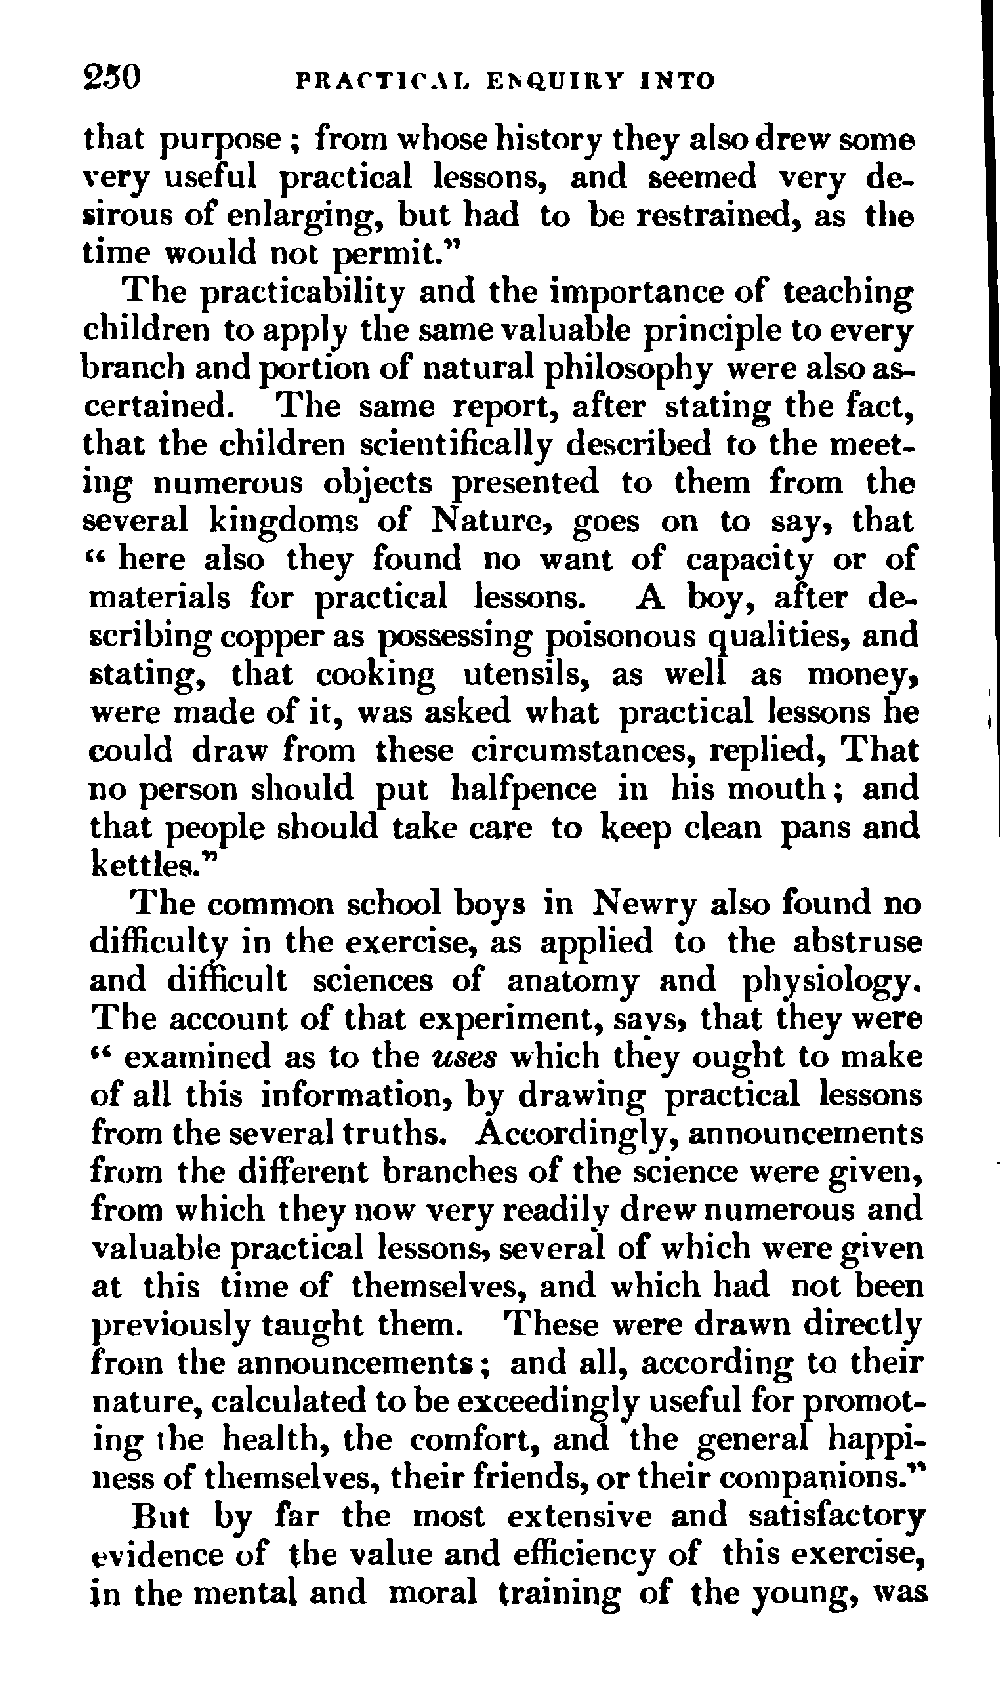 250 PRACTICAL ENQUIRY INTO
that purpose ; from whose history they also drew some
very useful practical lessons, and seemed very de-
sirous of enlarging, but had to be restrained, as the
time would not permit."
The practicability and the importance of teaching
children to apply the same valuable principle to every
branch and portion of natural philosophy were also as-
certained. The same report, after stating the fact,
that the children scientifically described to the meet-
ing numerous objects presented to them from the
several kingdoms of Nature, goes on to say, that
“ here also they found no want of capacity or of
materials for practical lessons. A boy, after de-
scribing copper as possessing poisonous qualities, and
stating, that cooking utensils, as well as money,
were made of it, was asked what practical lessons he
could draw from these circumstances, replied, That
no person should put halfpence in his mouth ; and
that people should take care to keep clean pans and
kettles."
The common school boys in Newry also found no
difficulty in the exercise, as applied to the abstruse
and difficult sciences of anatomy and physiology.
The account of that experiment, says, that they were
“ examined as to the uses which they ought to make
of all this information, by drawing practical lessons
from the several truths. Accordingly, announcements
from the different branches of the science were given,
from which they now very readily drew numerous and
valuable practical lessons, several of which were given
at this time of themselves, and which had not been
previously taught them. These were drawn directly
from the announcements ; and all, according to their
nature, calculated to be exceedingly useful for promot-
ing the health, the comfort, and the general happi-
ness of themselves, their friends, or their companions."
But by far the most extensive and satisfactory
evidence of the value and efficiency of this exercise,
in the mental and moral training of the young, was